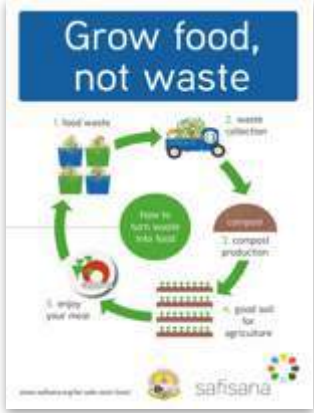 Grow food,
not waste
1. food waste
2. waste
collection
how to
turn waste
into food
compost
3. compost
production
4. good soil
for
agriculture
5. enjoy
your meal
safisana